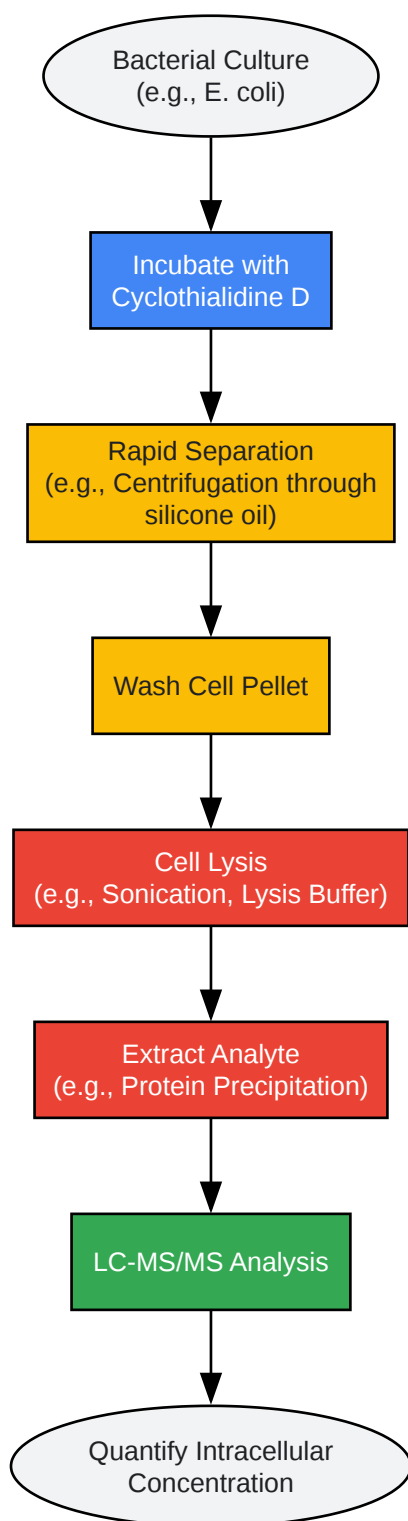 Bacterial Culture
(e.g., E. coli)
Incubate with
Cyclothialidine D
Rapid Separation
(e.g., Centrifugation through
silicone oil)
Wash Cell Pellet
Cell Lysis
(e.g., Sonication, Lysis Buffer)
Extract Analyte
(e.g., Protein Precipitation)
LC-MS/MS Analysis
Quantify Intracellular
Concentration